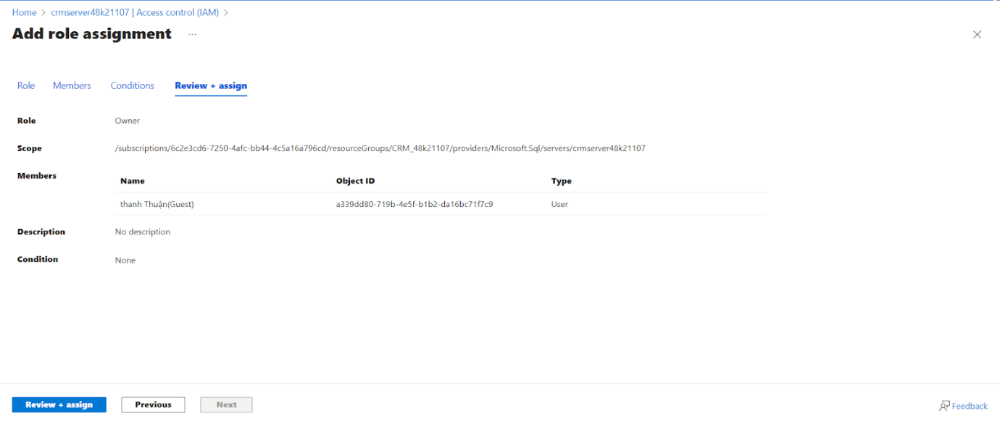 Home > crmserver48k21107 | Access control (IAM) >
Add role assignment ...
Role Members Conditions Review + assign
Role Owner
Scope /subscriptions/6c2e3cd6-7250-4afc-bb44-4c5a16a796cd/resourceGroups/CRM_48k21107/providers/Microsoft.Sql/servers/crmserver48k21107
Members
Name Object ID Type
thanh Thuận(Guest) a339dd80-719b-4e5f-b1b2-da16bc71f7c9 User
Description No description
Condition None
Review + assign Previous Next
Feedback